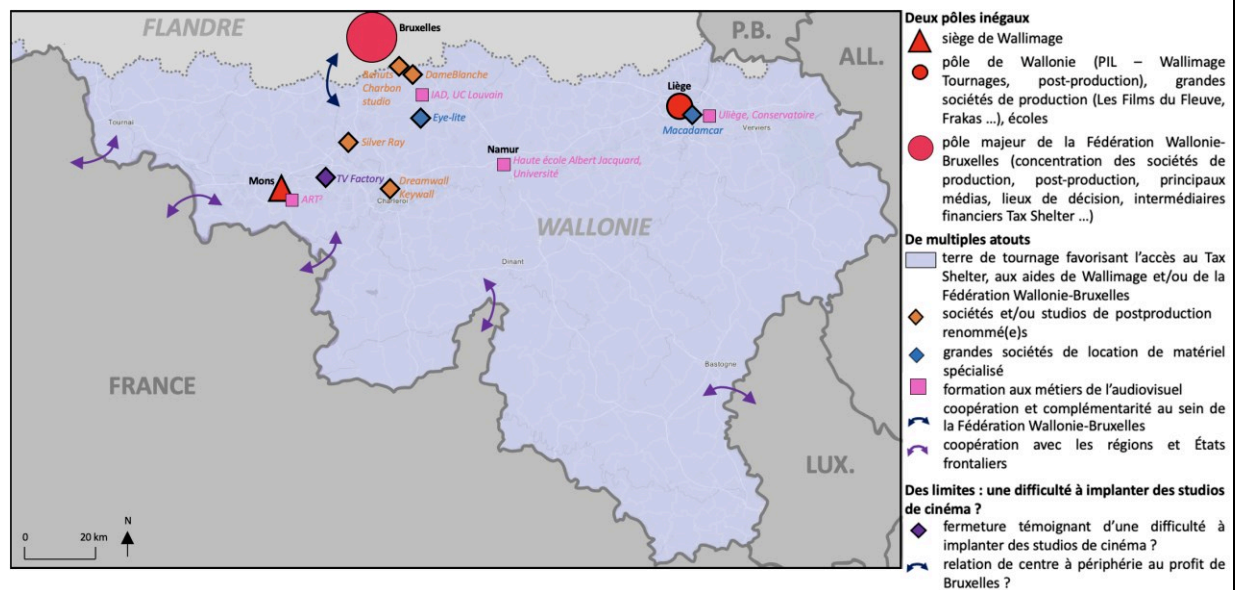 FLANDRE
Bruxelles
P.B.
ALL.
Benuts
Charbon
studio
DameBlanche
IAD, UC Louvain
Eye-lite
Liège
Uliège, Conservatoire
Macadamcar
Verviers
Tournai
Silver Ray
Namur
Haute école Albert Jacquard,
Université
Mons
TV Factory
Dreamwall
Keywall
Charleroi
ART²
WALLONIE
Dinant
FRANCE
Bastogne
LUX.
N
0 20 km
Deux pôles inégaux
siège de Wallimage
pôle de Wallonie (PIL – Wallimage
Tournages, post-production), grandes
sociétés de production (Les Films du Fleuve,
Frakas ...), écoles
pôle majeur de la Fédération Wallonie-
Bruxelles (concentration des sociétés de
production, post-production, principaux
médias, lieux de décision, intermédiaires
financiers Tax Shelter ...)
De multiples atouts
terre de tournage favorisant l'accès au Tax
Shelter, aux aides de Wallimage et/ou de la
Fédération Wallonie-Bruxelles
sociétés et/ou studios de postproduction
renommé(e)s
grandes sociétés de location de matériel
spécialisé
formation aux métiers de l'audiovisuel
coopération et complémentarité au sein de
la Fédération Wallonie-Bruxelles
coopération avec les régions et États
frontaliers
Des limites : une difficulté à implanter des studios
de cinéma ?
fermeture témoignant d'une difficulté à
implanter des studios de cinéma ?
relation de centre à périphérie au profit de
Bruxelles ?